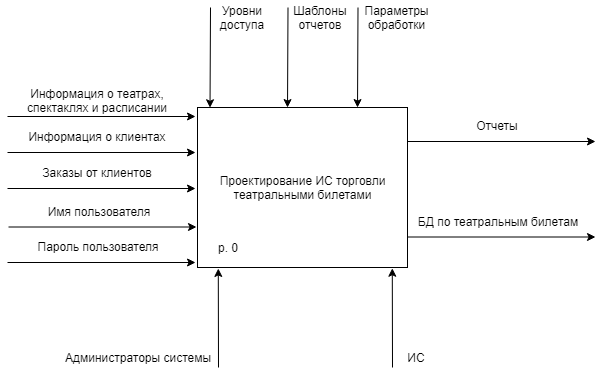 Уровни
доступа
Шаблоны
отчетов
Параметры
обработки
Информация о театрах,
спектаклях и расписании
Информация о клиентах
Заказы от клиентов
Имя пользователя
Пароль пользователя
Проектирование ИС торговли
театральными билетами
р. 0
Отчеты
БД по театральным билетам
Администраторы системы
ИС